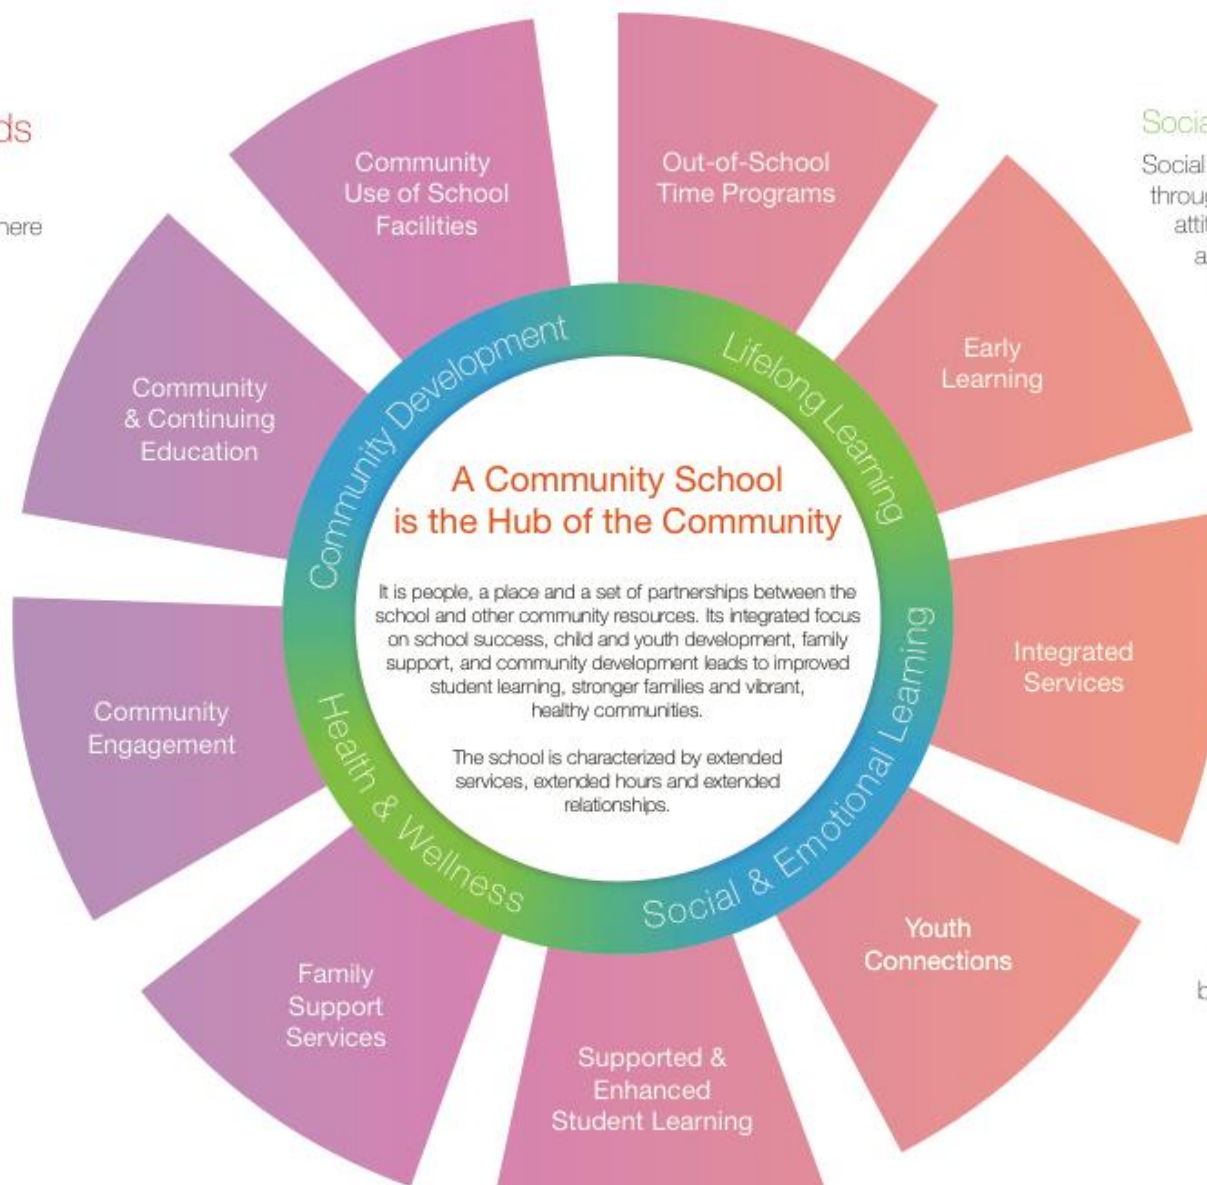 Community
Use of School
Facilities
Out-of-School
Time Programs
Early
Learning
Integrated
Services
Youth
Connections
Supported &
Enhanced
Student Learning
Family
Support
Services
Community
Engagement
Community
& Continuing
Education
Community Development
Lifelong Learning
Social & Emotional Learning
Health & Wellness
A Community School
is the Hub of the Community
It is people, a place and a set of partnerships between the
school and other community resources. Its integrated focus
on school success, child and youth development, family
support, and community development leads to improved
student learning, stronger families and vibrant,
healthy communities.
The school is characterized by extended
services, extended hours and extended
relationships.
Social